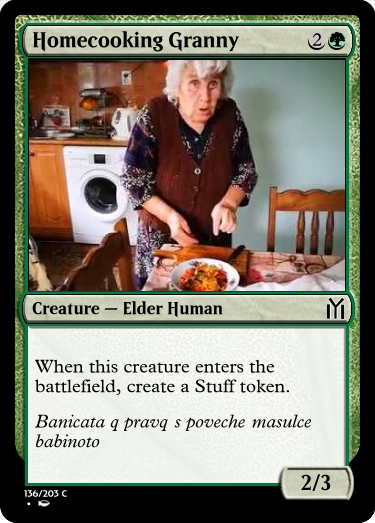 Homecooking Granny 2
Creature — Elder Human
When this creature enters the
battlefield, create a Stuff token.
Banicata q pravq s poveche masulce
babinoto
2/3
136/203 C